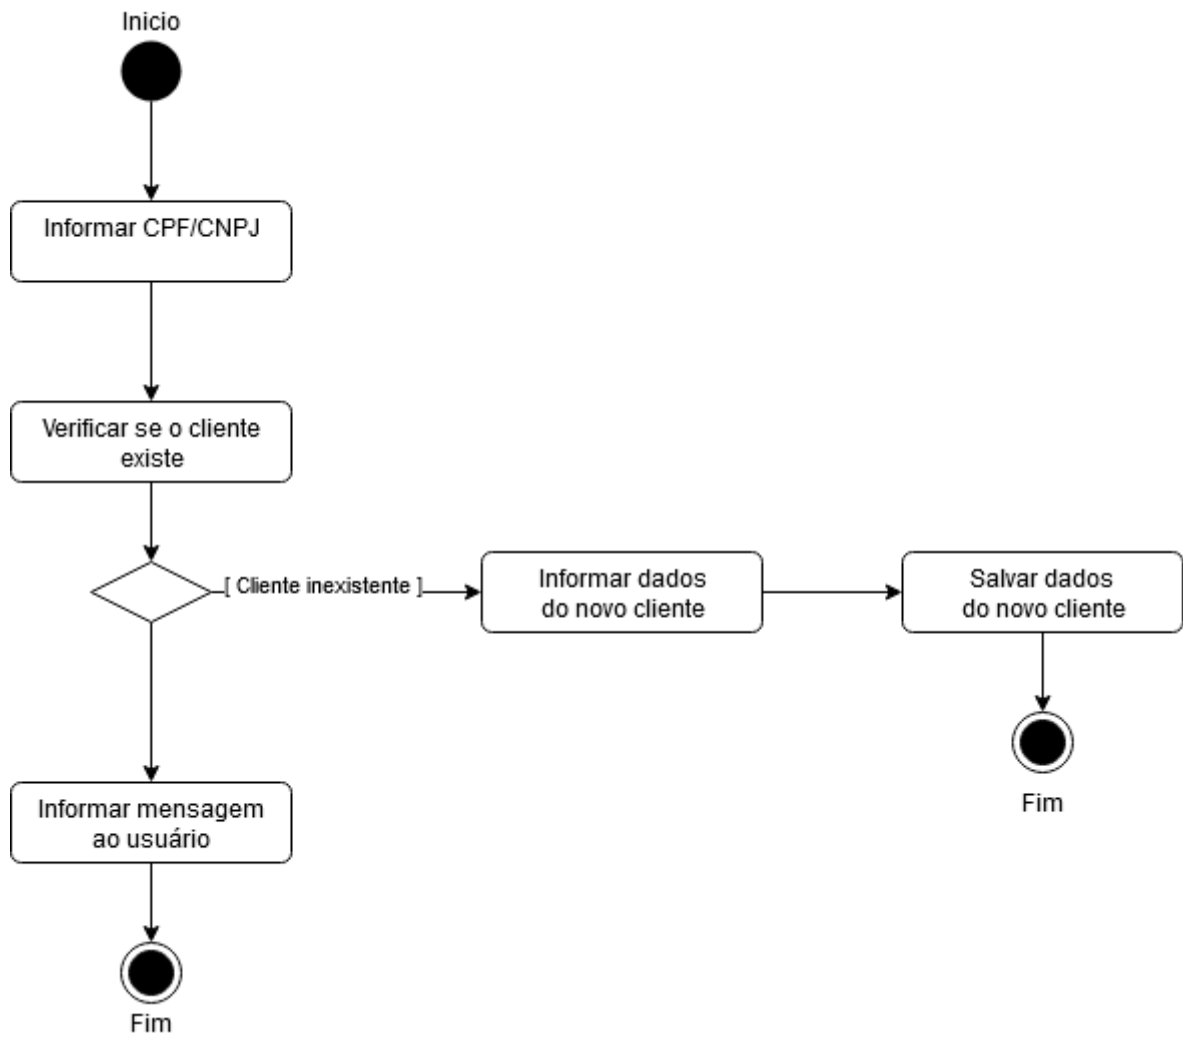 Inicio
Informar CPF/CNPJ
Verificar se o cliente
existe
[ Cliente inexistente ]
Informar dados
do novo cliente
Salvar dados
do novo cliente
Fim
Informar mensagem
ao usuário
Fim